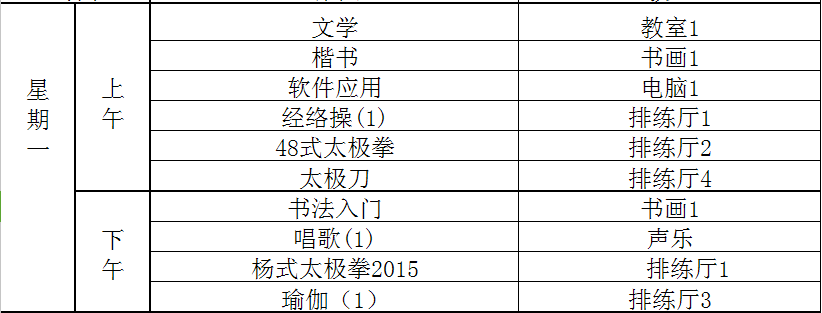 星期一
上午
文学 教室1
楷书 书画1
软件应用 电脑1
经络操(1) 排练厅1
48式太极拳 排练厅2
太极刀 排练厅4
下午
书法入门 书画1
唱歌(1) 声乐
杨式太极拳2015 排练厅1
瑜伽（1） 排练厅3